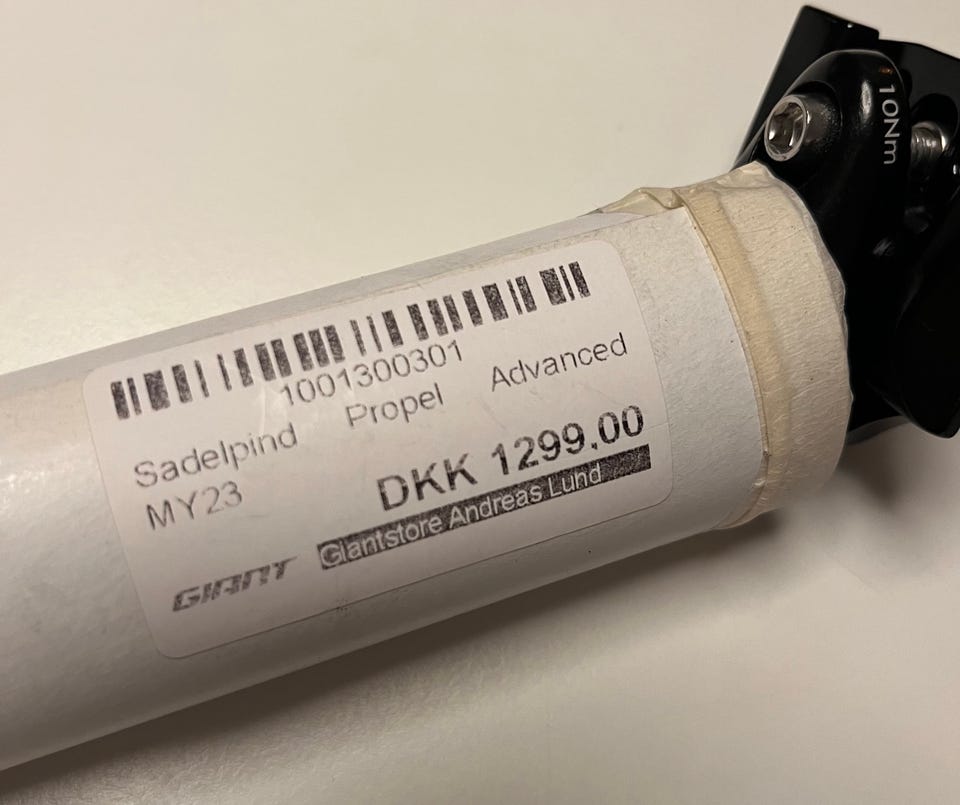 10Nm
1001300301
Sadelpind Propel Advanced
MY23
DKK 1299,00
GIANT Giantstore Andreas Lund